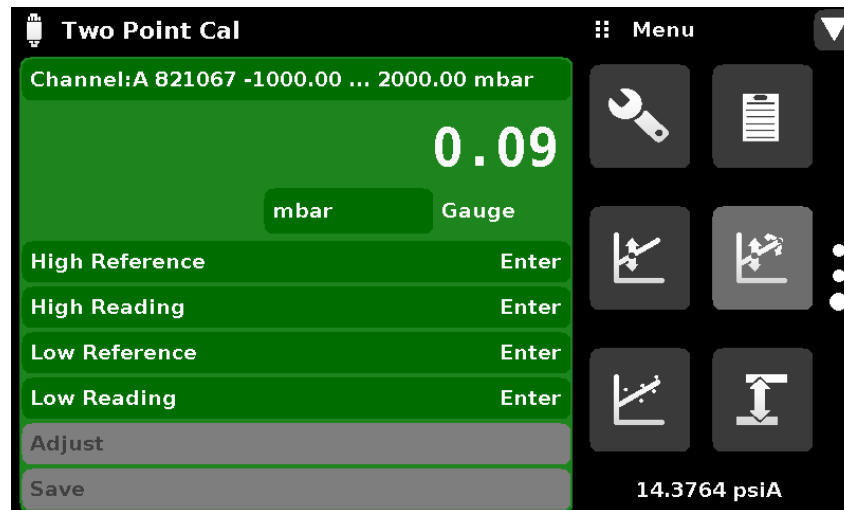 Two Point Cal
Menu
Channel:A 821067 -1000.00 ... 2000.00 mbar
0.09
mbar Gauge
High Reference Enter
High Reading Enter
Low Reference Enter
Low Reading Enter
Adjust
Save
14.3764 psiA